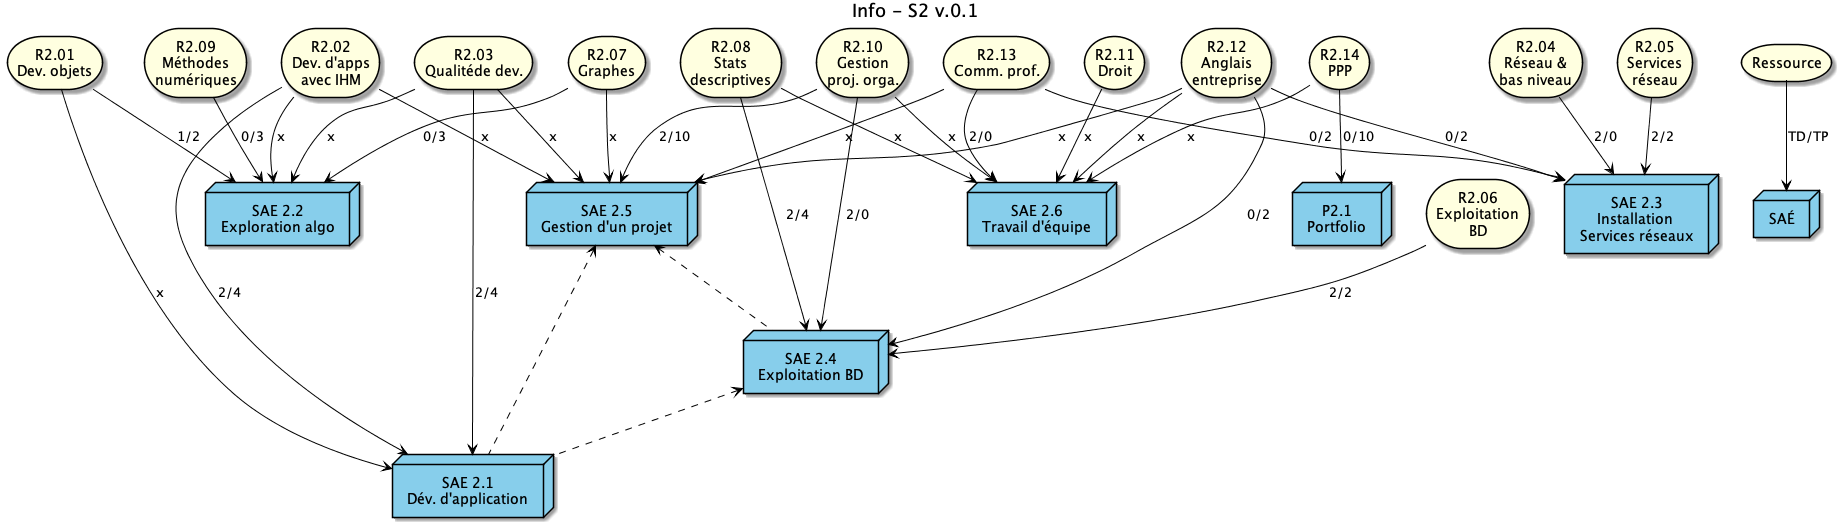 Info – S2 v.0.1
R2.01
Dev. objets
R2.09
Méthodes
numériques
R2.02
Dev. d'apps
avec IHM
R2.03
Qualitéde dev.
R2.07
Graphes
R2.08
Stats
descriptives
R2.10
Gestion
proj. orga.
R2.13
Comm. prof.
R2.11
Droit
R2.12
Anglais
entreprise
R2.14
PPP
R2.04
Réseau &
bas niveau
R2.05
Services
réseau
Ressource
1/2
0/3
x
x
0/3
x
x
x
2/10
x
x
x
2/0
x
x
x
x
0/10
0/2
0/2
2/0
2/2
TD/TP
SAE 2.2
Exploration algo
SAE 2.5
Gestion d'un projet
2/4
2/0
SAE 2.6
Travail d'équipe
0/2
P2.1
Portfolio
R2.06
Exploitation
BD
SAE 2.3
Installation
Services réseaux
SAÉ
x
2/4
2/4
2/2
SAE 2.4
Exploitation BD
SAE 2.1
Dév. d'application